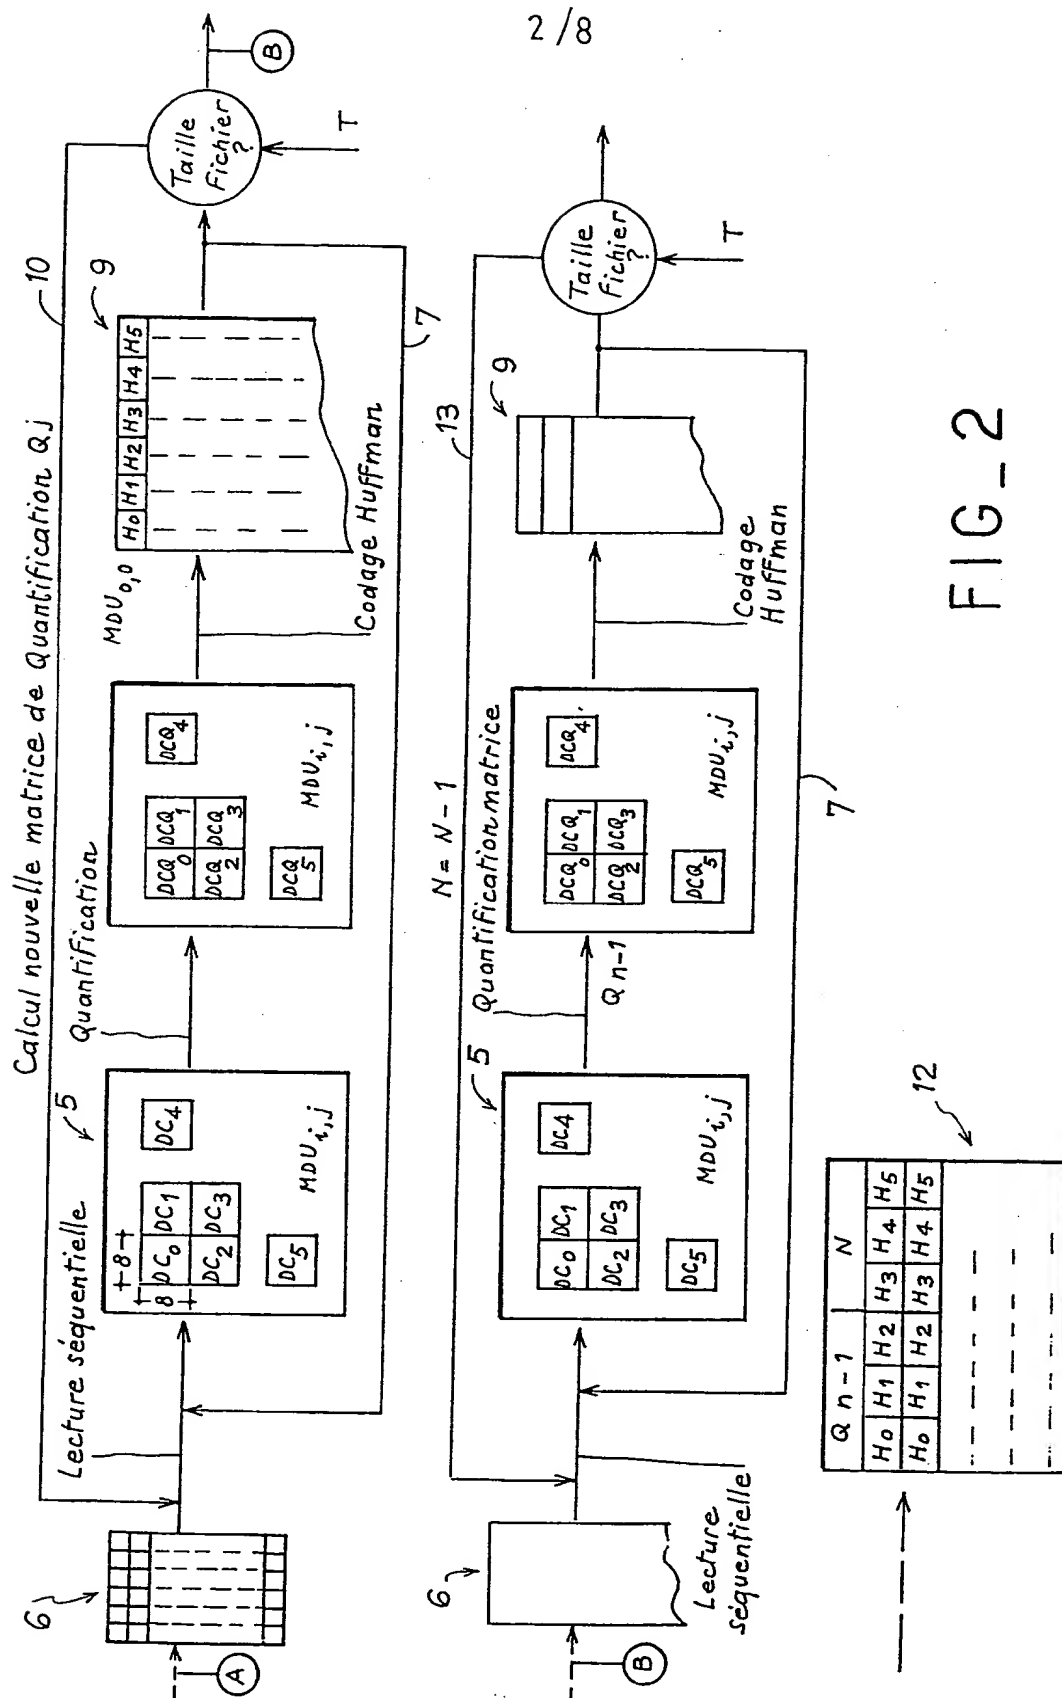 2/8
Calcul nouvelle matrice de Quantification Qj
10
A
6
Lecture séquentielle
5
8
8
DC0 DC1
DC2 DC3
DC4
DC5
MDUi,j
Quantification
DCQ0 DCQ1
DCQ2 DCQ3
DCQ4
DCQ5
MDUi,j
MDU0,0
Codage Huffman
H0 H1 H2 H3 H4 H5
9
7
Taille
Fichier
?
T
B
B
6
Lecture
séquentielle
5
DC0 DC1
DC2 DC3
DC4
DC5
MDUi,j
N = N-1
13
Quantification matrice
Qn-1
DCQ0 DCQ1
DCQ2 DCQ3
DCQ4
DCQ5
MDUi,j
Codage
Huffman
9
7
Taille
Fichier
?
T
12
Qn-1 N
H0 H1 H2 H3 H4 H5
H0 H1 H2 H3 H4 H5
FIG_2